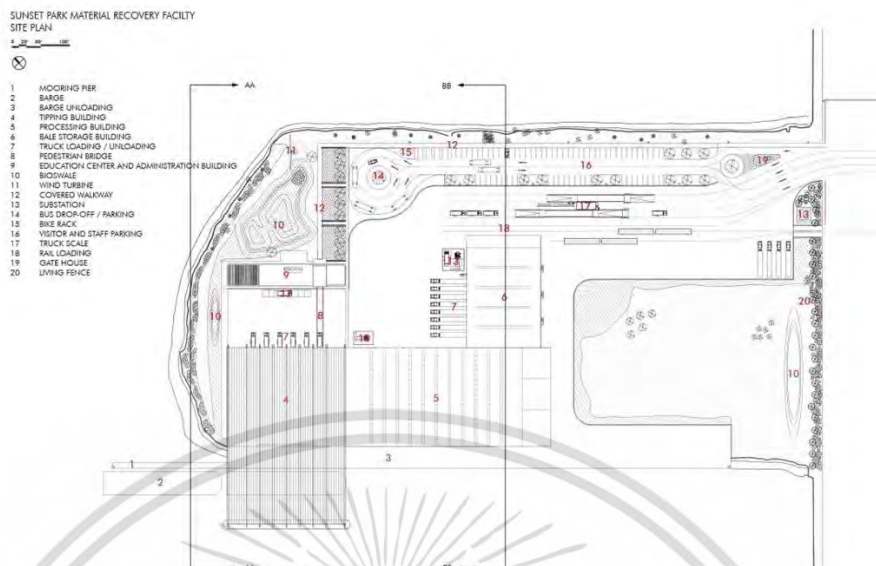 SUNSET PARK MATERIAL RECOVERY FACILTY
SITE PLAN
1 MOORING PIER
2 BARGE
3 BARGE UNLOADING
4 TIPPING BUILDING
5 PROCESSING BUILDING
6 BALE STORAGE BUILDING
7 TRUCK LOADING / UNLOADING
8 PEDESTRIAN BRIDGE
9 EDUCATION CENTER AND ADMINISTRATION BUILDING
10 BIOSWALE
11 WIND TURBINE
12 COVERED WALKWAY
13 SUBSTATION
14 BUS DROP-OFF / PARKING
15 BIKE RACK
16 VISITOR AND STAFF PARKING
17 TRUCK SCALE
18 RAIL LOADING
19 GATE HOUSE
20 LIVING FENCE
AA
BB
11
15
12
16
19
14
10
12
17
13
18
13
9
10
8
7
6
20
7
10
4
5
3
1
2